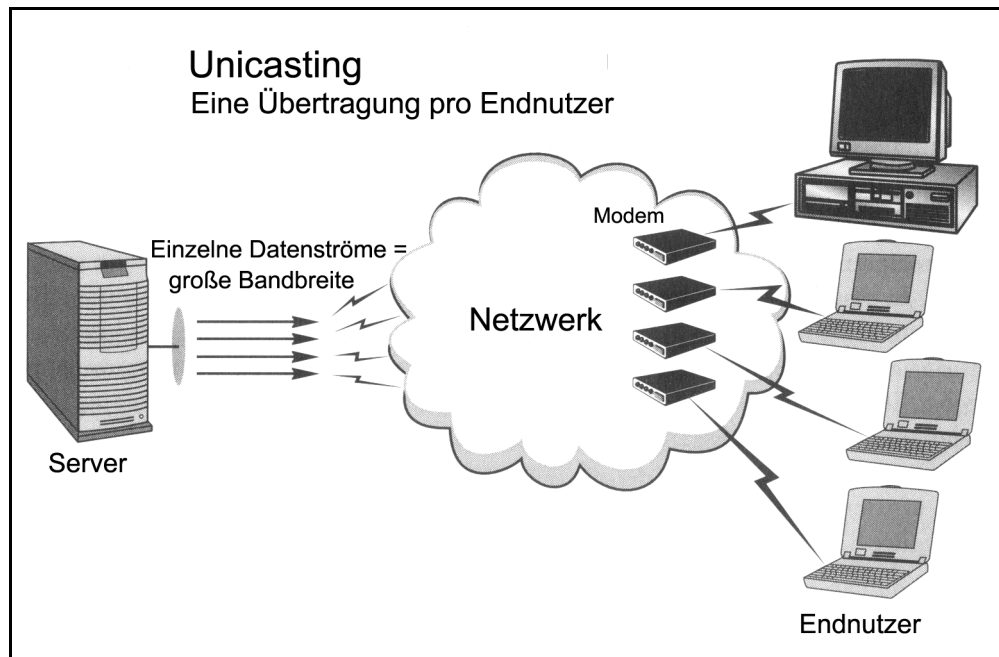 Unicasting
Eine Übertragung pro Endnutzer
Modem
Einzelne Datenströme =
große Bandbreite
Netzwerk
Server
Endnutzer